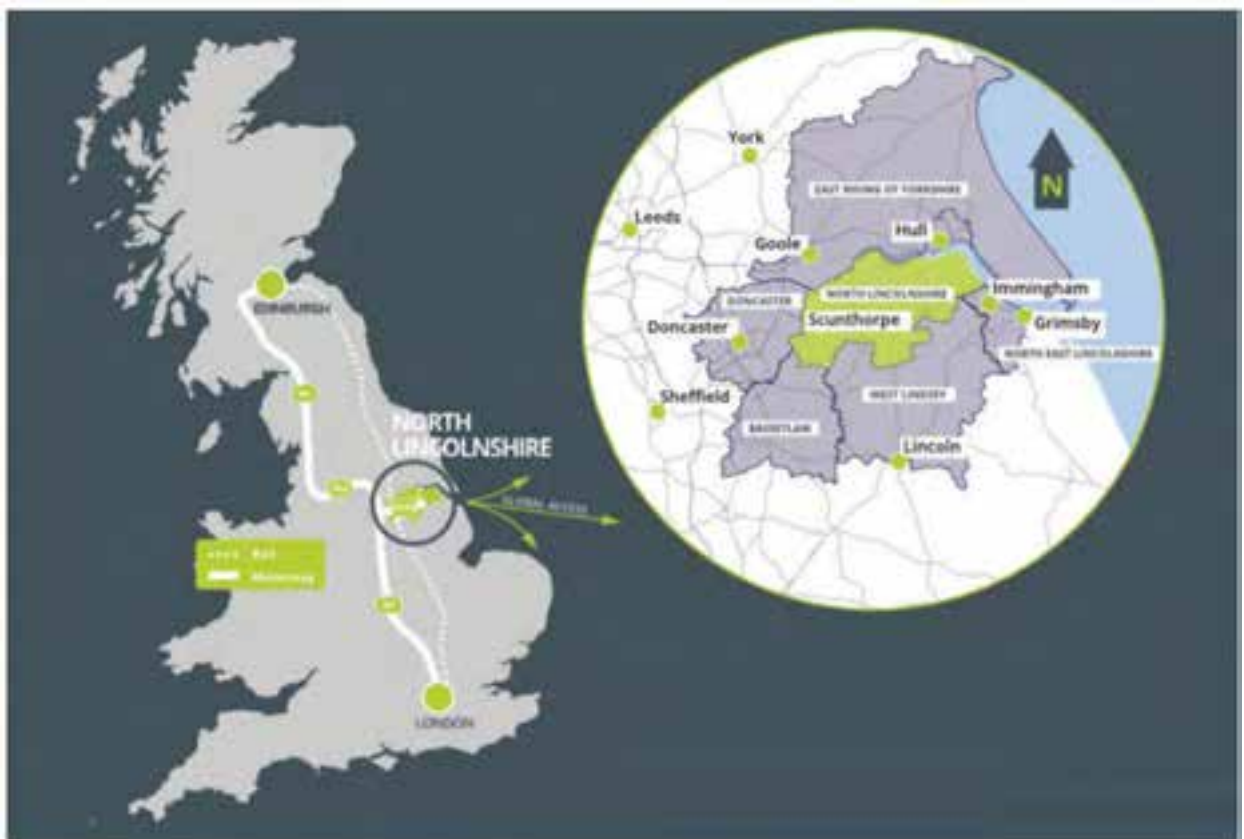 EDINBURGH
NORTH
LINCOLNSHIRE
GLOBAL ACCESS
Rail
Motorway
LONDON
York
EAST RIDING OF YORKSHIRE
Leeds
Hull
Goole
Immingham
DONCASTER
NORTH LINCOLNSHIRE
Scunthorpe
Grimsby
Doncaster
NORTH EAST LINCOLNSHIRE
Sheffield
WEST LINDSEY
BASSETLAW
Lincoln
N